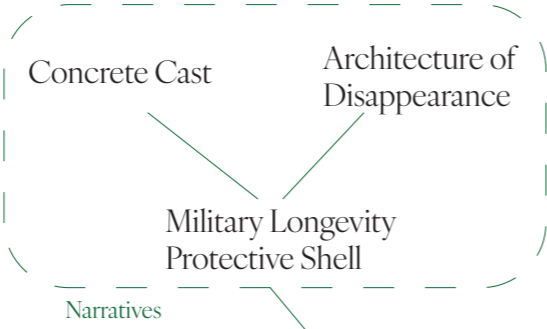 Concrete Cast
Architecture of
Disappearance
Military Longevity
Protective Shell
Narratives